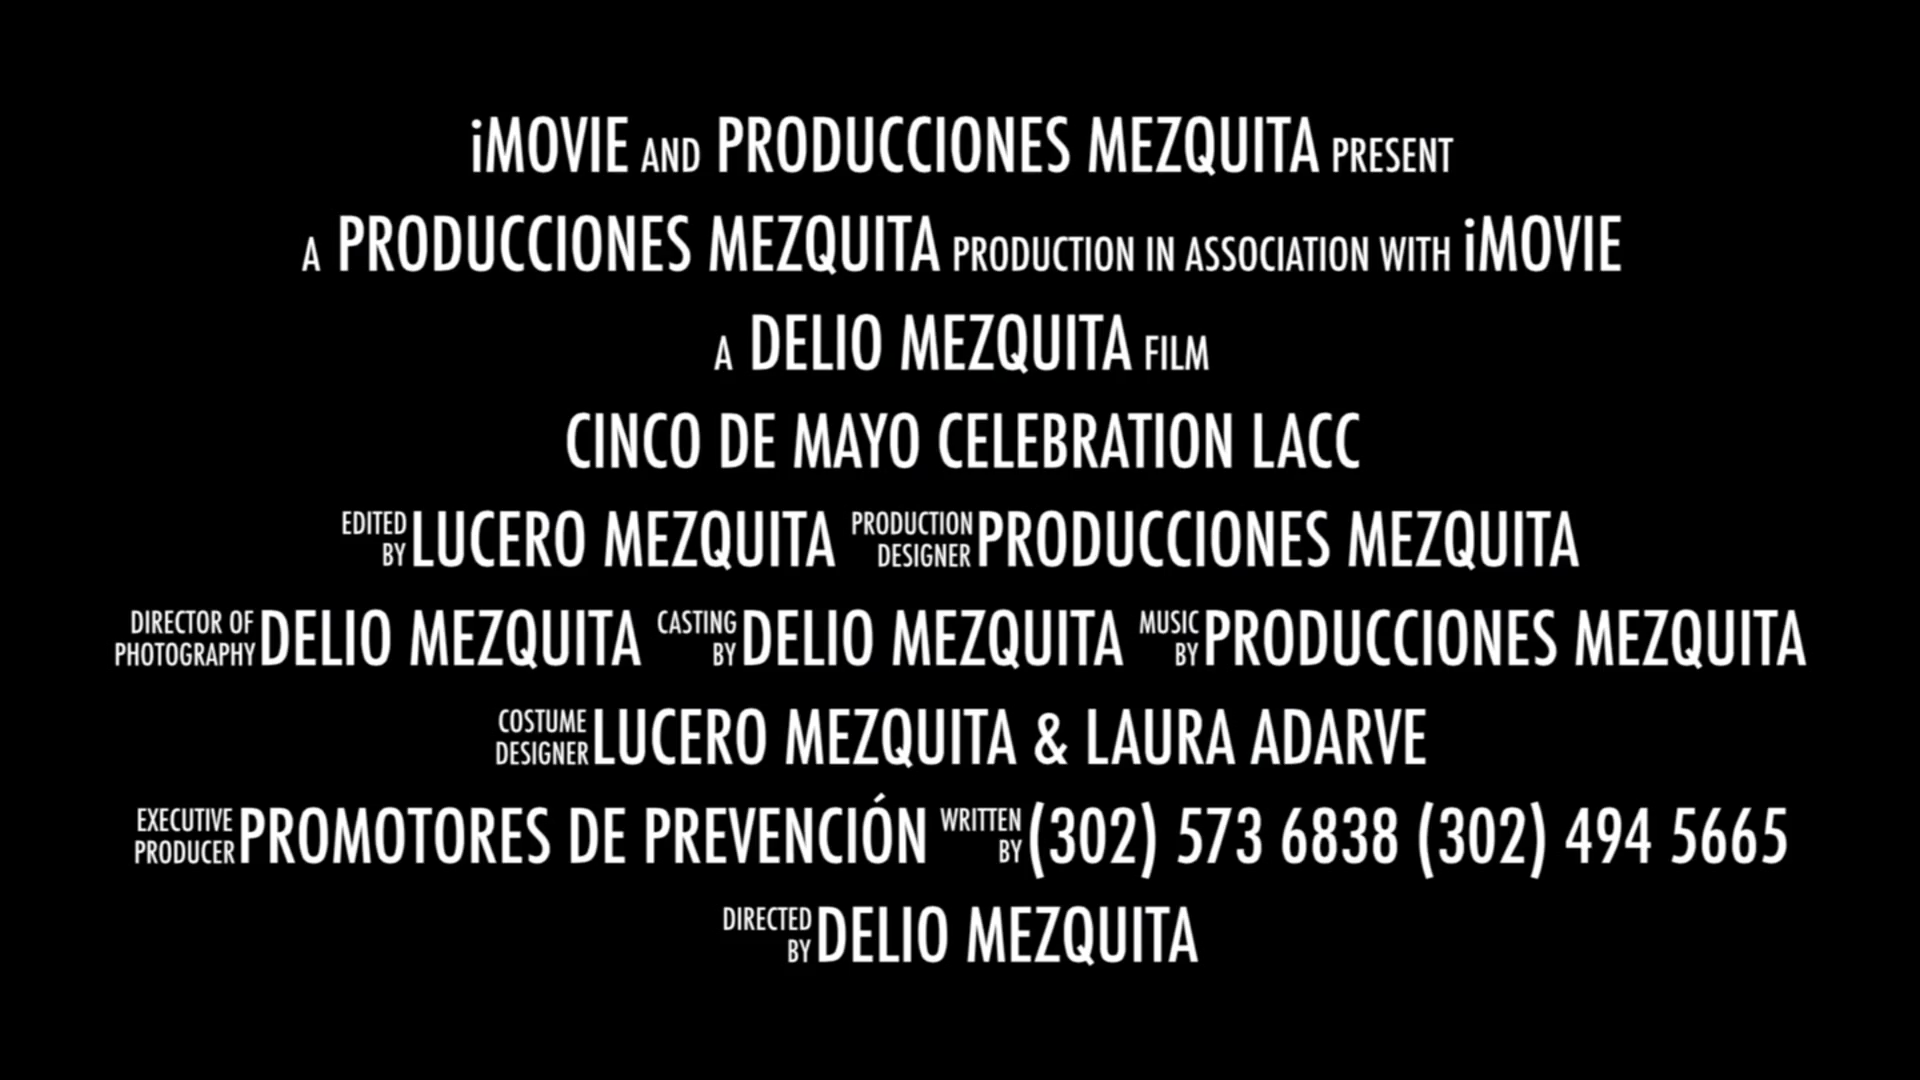 iMOVIE AND PRODUCCIONES MEZQUITA PRESENT
A PRODUCCIONES MEZQUITA PRODUCTION IN ASSOCIATION WITH iMOVIE
A DELIO MEZQUITA FILM
CINCO DE MAYO CELEBRATION LACC
EDITED BY LUCERO MEZQUITA PRODUCTION DESIGNER PRODUCCIONES MEZQUITA
DIRECTOR OF PHOTOGRAPHY DELIO MEZQUITA CASTING BY DELIO MEZQUITA MUSIC BY PRODUCCIONES MEZQUITA
COSTUME DESIGNER LUCERO MEZQUITA & LAURA ADARVE
EXECUTIVE PRODUCER PROMOTORES DE PREVENCIÓN WRITTEN BY (302) 573 6838 (302) 494 5665
DIRECTED BY DELIO MEZQUITA